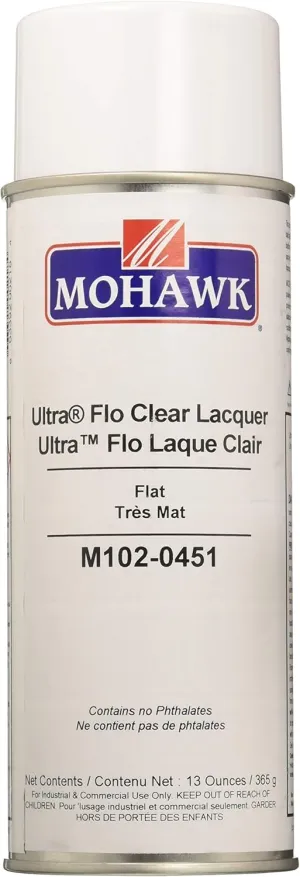 MOHAWK
®
Ultra® Flo Clear Lacquer
Ultra™ Flo Laque Clair
Flat
Très Mat
M102-0451
Contains no Phthalates
Ne contient pas de phtalates
Net Contents / Contenu Net : 13 Ounces / 365 g
For Industrial & Commercial Use Only. KEEP OUT OF REACH OF
CHILDREN. Pour 'lusage industriel et commercial seulement. GARDER
HORS DE PORTÉE DES ENFANTS